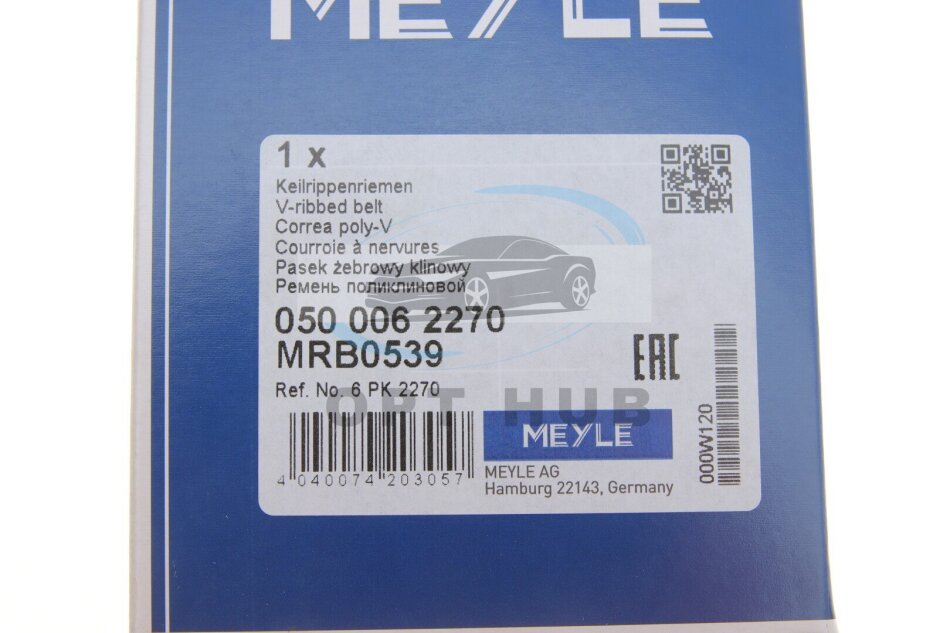 MEYLE
1 x
Keilrippenriemen
V-ribbed belt
Correa poly-V
Courroie à nervures
Pasek żebrowy klinowy
Ремень поликлиновой
050 006 2270
MRB0539
Ref. No. 6 PK 2270
EAC
OPT HUB
MEYLE
4 040074 203057
MEYLE AG
Hamburg 22143, Germany
000W120